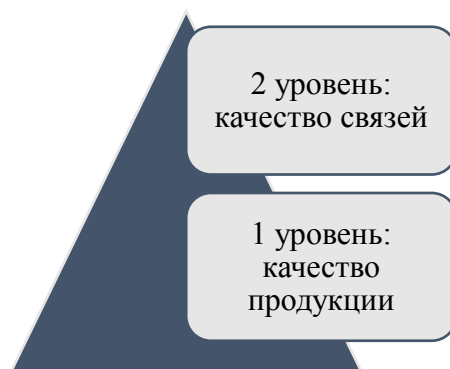 2 уровень:
качество связей
1 уровень:
качество
продукции